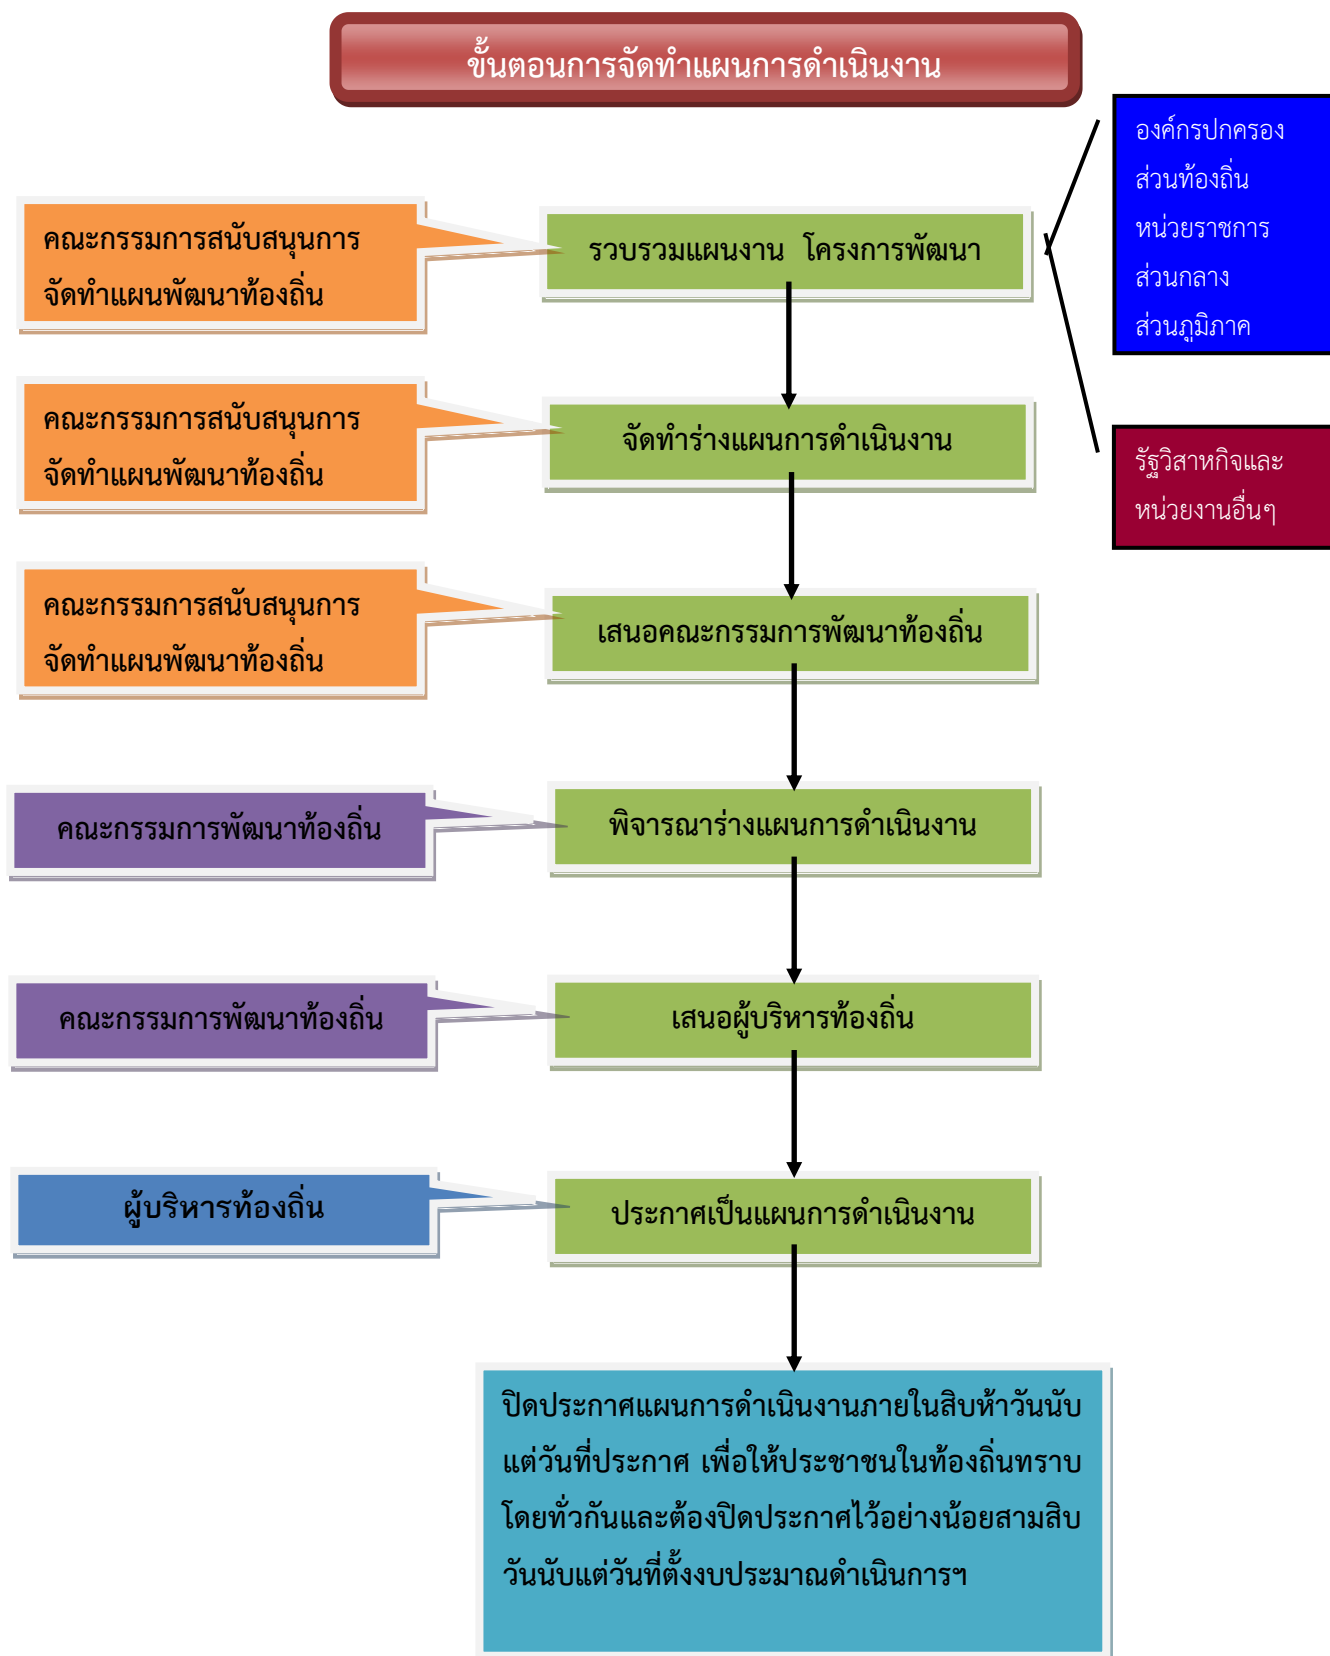 ขั้นตอนการจัดทำแผนการดำเนินงาน
องค์กรปกครอง
ส่วนท้องถิ่น
หน่วยราชการ
ส่วนกลาง
ส่วนภูมิภาค
คณะกรรมการสนับสนุนการ
จัดทำแผนพัฒนาท้องถิ่น
รวบรวมแผนงาน โครงการพัฒนา
คณะกรรมการสนับสนุนการ
จัดทำแผนพัฒนาท้องถิ่น
จัดทำร่างแผนการดำเนินงาน
รัฐวิสาหกิจและ
หน่วยงานอื่นๆ
คณะกรรมการสนับสนุนการ
จัดทำแผนพัฒนาท้องถิ่น
เสนอคณะกรรมการพัฒนาท้องถิ่น
คณะกรรมการพัฒนาท้องถิ่น
พิจารณาร่างแผนการดำเนินงาน
คณะกรรมการพัฒนาท้องถิ่น
เสนอผู้บริหารท้องถิ่น
ผู้บริหารท้องถิ่น
ประกาศเป็นแผนการดำเนินงาน
ปิดประกาศแผนการดำเนินงานภายในสิบห้าวันนับ
แต่วันที่ประกาศ เพื่อให้ประชาชนในท้องถิ่นทราบ
โดยทั่วกันและต้องปิดประกาศไว้อย่างน้อยสามสิบ
วันนับแต่วันที่ตั้งงบประมาณดำเนินการฯ